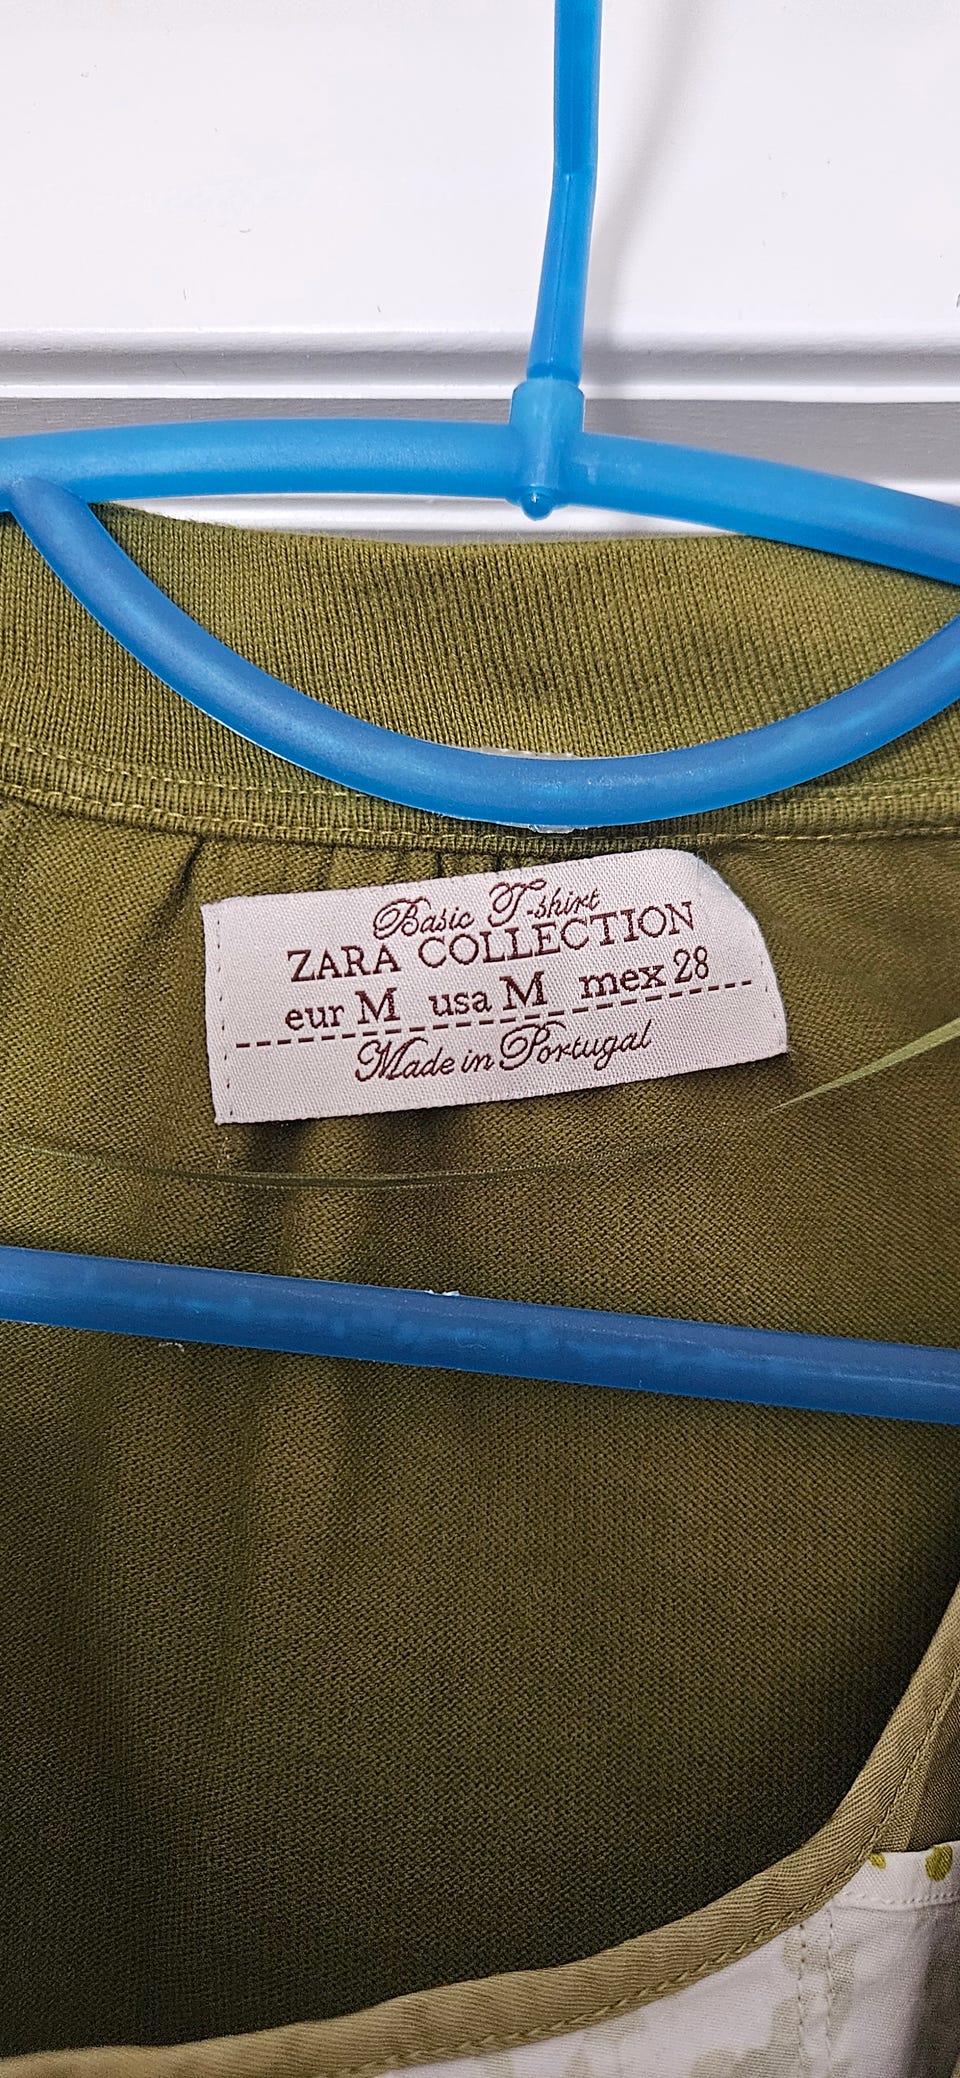 Basic T-shirt
ZARA COLLECTION
eur M usa M mex 28
Made in Portugal